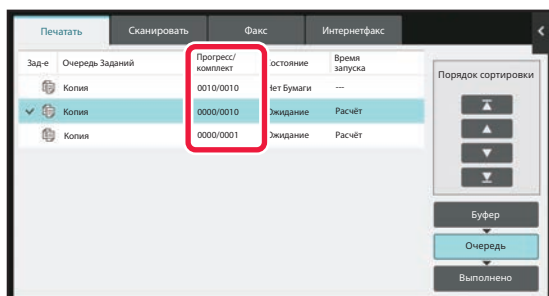 Печатать Сканировать Факс Интернетфакс
Зад-е Очередь Заданий Прогресс/ комплект остояние Время запуска
Копия 0010/0010 Нет Бумаги ---
Копия 0000/0010 Ожидание Расчёт
Копия 0000/0001 Ожидание Расчёт
Порядок сортировки
Буфер
Очередь
Выполнено